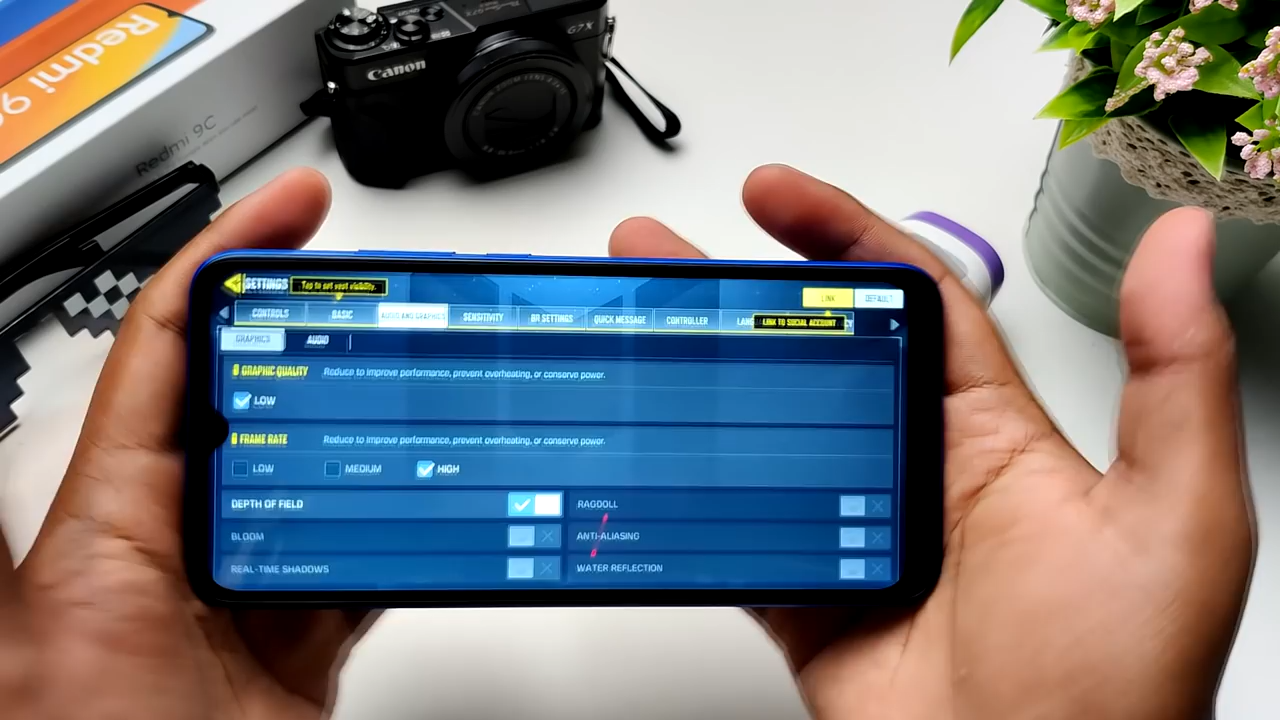 Redmi 9C
Redmi 9C
Canon
G7X
SETTINGS
Tap to set your visibility.
LINK
DEFAULT
CONTROLS
BASIC
AUDIO AND GRAPHICS
SENSITIVITY
BR SETTINGS
QUICK MESSAGE
CONTROLLER
LINK TO SOCIAL ACCOUNT
GRAPHICS
AUDIO
GRAPHIC QUALITY
Reduce to improve performance, prevent overheating, or conserve power.
LOW
FRAME RATE
Reduce to improve performance, prevent overheating, or conserve power.
LOW
MEDIUM
HIGH
DEPTH OF FIELD
RAGDOLL
BLOOM
ANTI-ALIASING
REAL-TIME SHADOWS
WATER REFLECTION